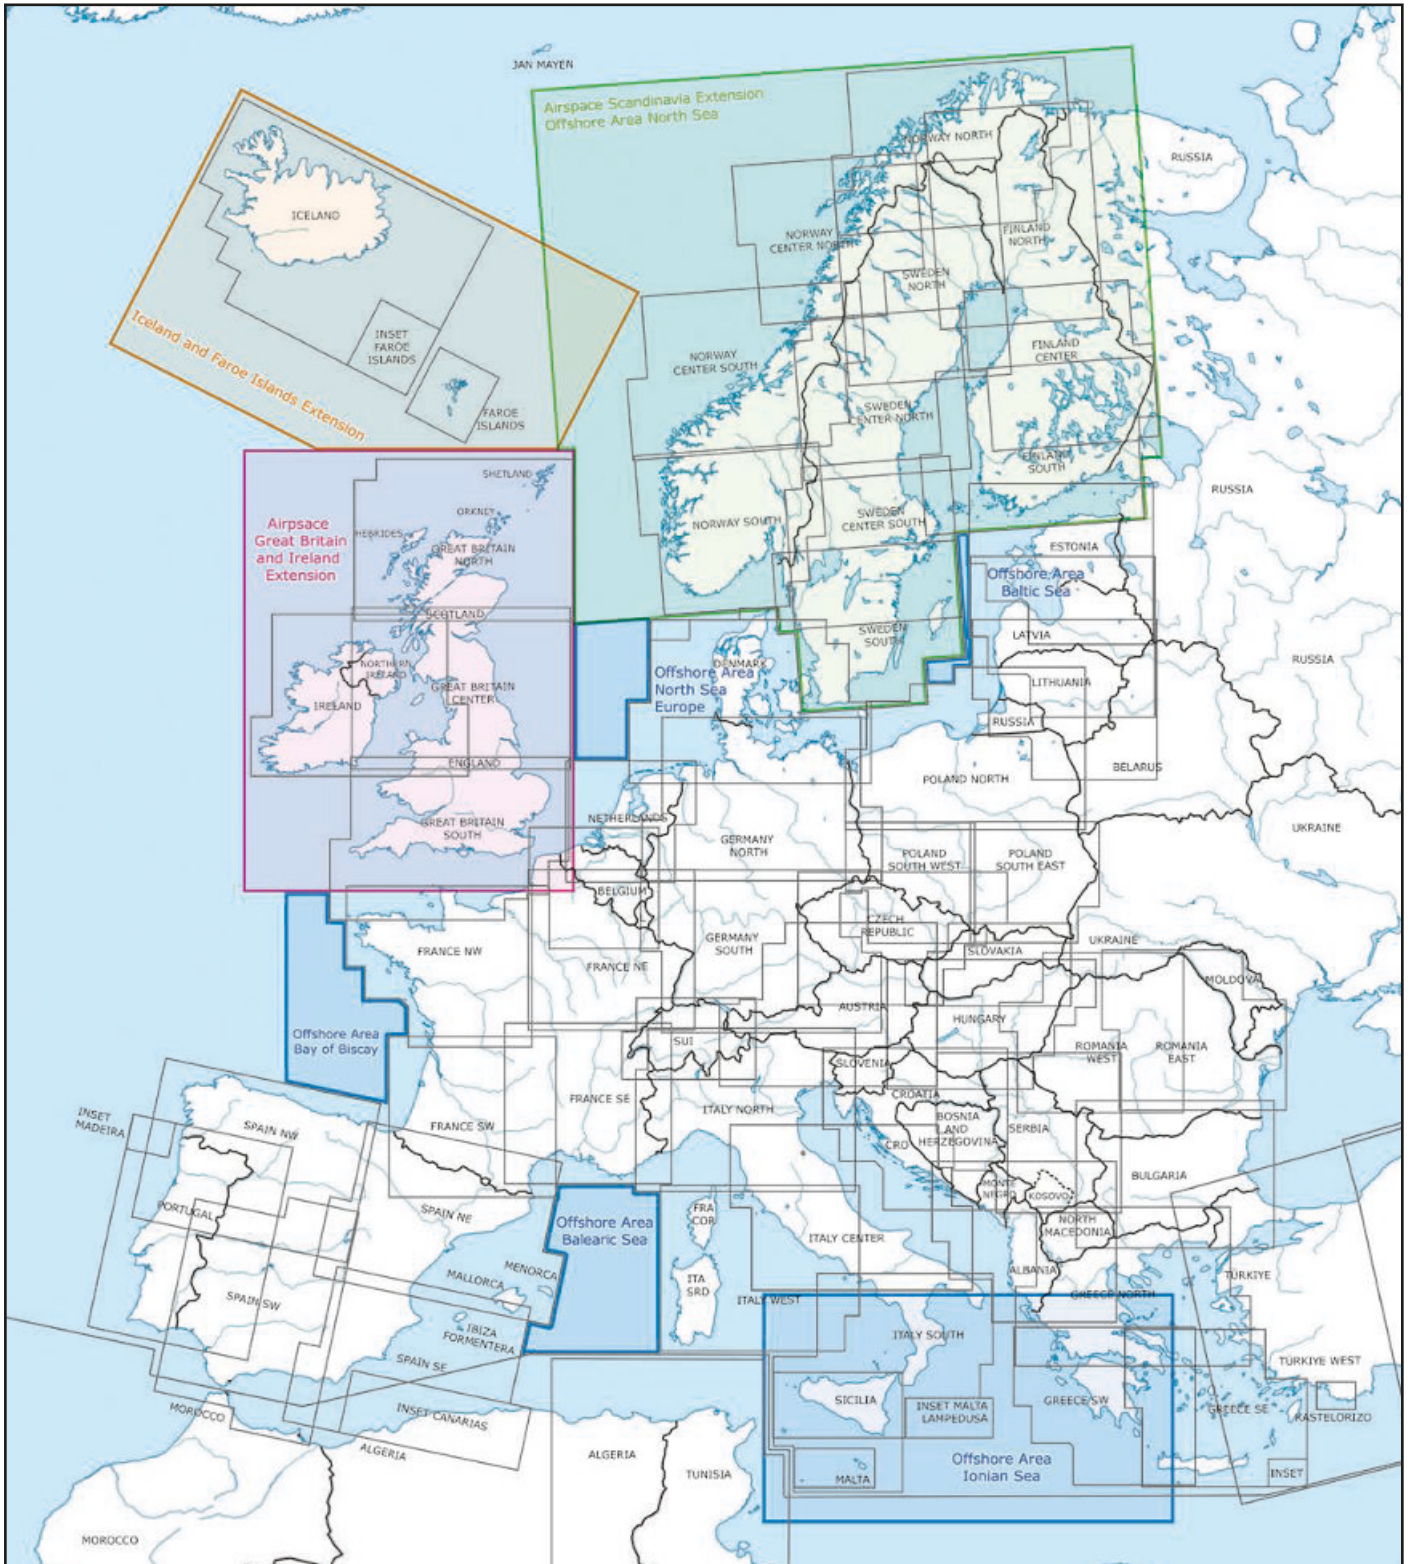 JAN MAYEN
Airspace Scandinavia Extension
Offshore Area North Sea
NORWAY NORTH
RUSSIA
ICELAND
NORWAY
CENTER NORTH
FINLAND
NORTH
SWEDEN
NORTH
Iceland and Faroe Islands Extension
INSET
FAROE
ISLANDS
NORWAY
CENTER SOUTH
FINLAND
CENTER
FAROE
ISLANDS
SWEDEN
CENTER NORTH
FINLAND
SOUTH
SHETLAND
RUSSIA
ORKNEY
Airpsace
Great Britain
and Ireland
Extension
HEBRIDES
GREAT BRITAIN
NORTH
NORWAY SOUTH
SWEDEN
CENTER SOUTH
ESTONIA
Offshore Area
Baltic Sea
SCOTLAND
SWEDEN
SOUTH
LATVIA
NORTHERN
IRELAND
DENMARK
Offshore Area
North Sea
Europe
RUSSIA
LITHUANIA
GREAT BRITAIN
CENTER
IRELAND
RUSSIA
ENGLAND
BELARUS
POLAND NORTH
NETHERLANDS
GREAT BRITAIN
SOUTH
UKRAINE
GERMANY
NORTH
POLAND
SOUTH WEST
POLAND
SOUTH EAST
BELGIUM
CZECH
REPUBLIC
FRANCE NW
GERMANY
SOUTH
UKRAINE
SLOVAKIA
FRANCE NE
MOLDOVA
AUSTRIA
HUNGARY
Offshore Area
Bay of Biscay
SUI
ROMANIA
WEST
ROMANIA
EAST
SLOVENIA
FRANCE SE
CROATIA
INSET
MADEIRA
SPAIN NW
FRANCE SW
ITALY NORTH
BOSNIA
AND
HERZEGOVINA
SERBIA
CRO
BULGARIA
MONTE
NEGRO
KOSOVO
PORTUGAL
SPAIN NE
Offshore Area
Balearic Sea
FRA
COR
NORTH
MACEDONIA
ITALY CENTER
MENORCA
MALLORCA
ITA
SRD
ALBANIA
TÜRKIYE
SPAIN SW
ITALY WEST
GREECE NORTH
IBIZA
FORMENTERA
ITALY SOUTH
SPAIN SE
TÜRKIYE WEST
SICILIA
INSET MALTA
LAMPEDUSA
GREECE SW
GREECE SE
KASTELORIZO
MOROCCO
INSET CANARIAS
ALGERIA
ALGERIA
TUNISIA
MALTA
Offshore Area
Ionian Sea
INSET
MOROCCO